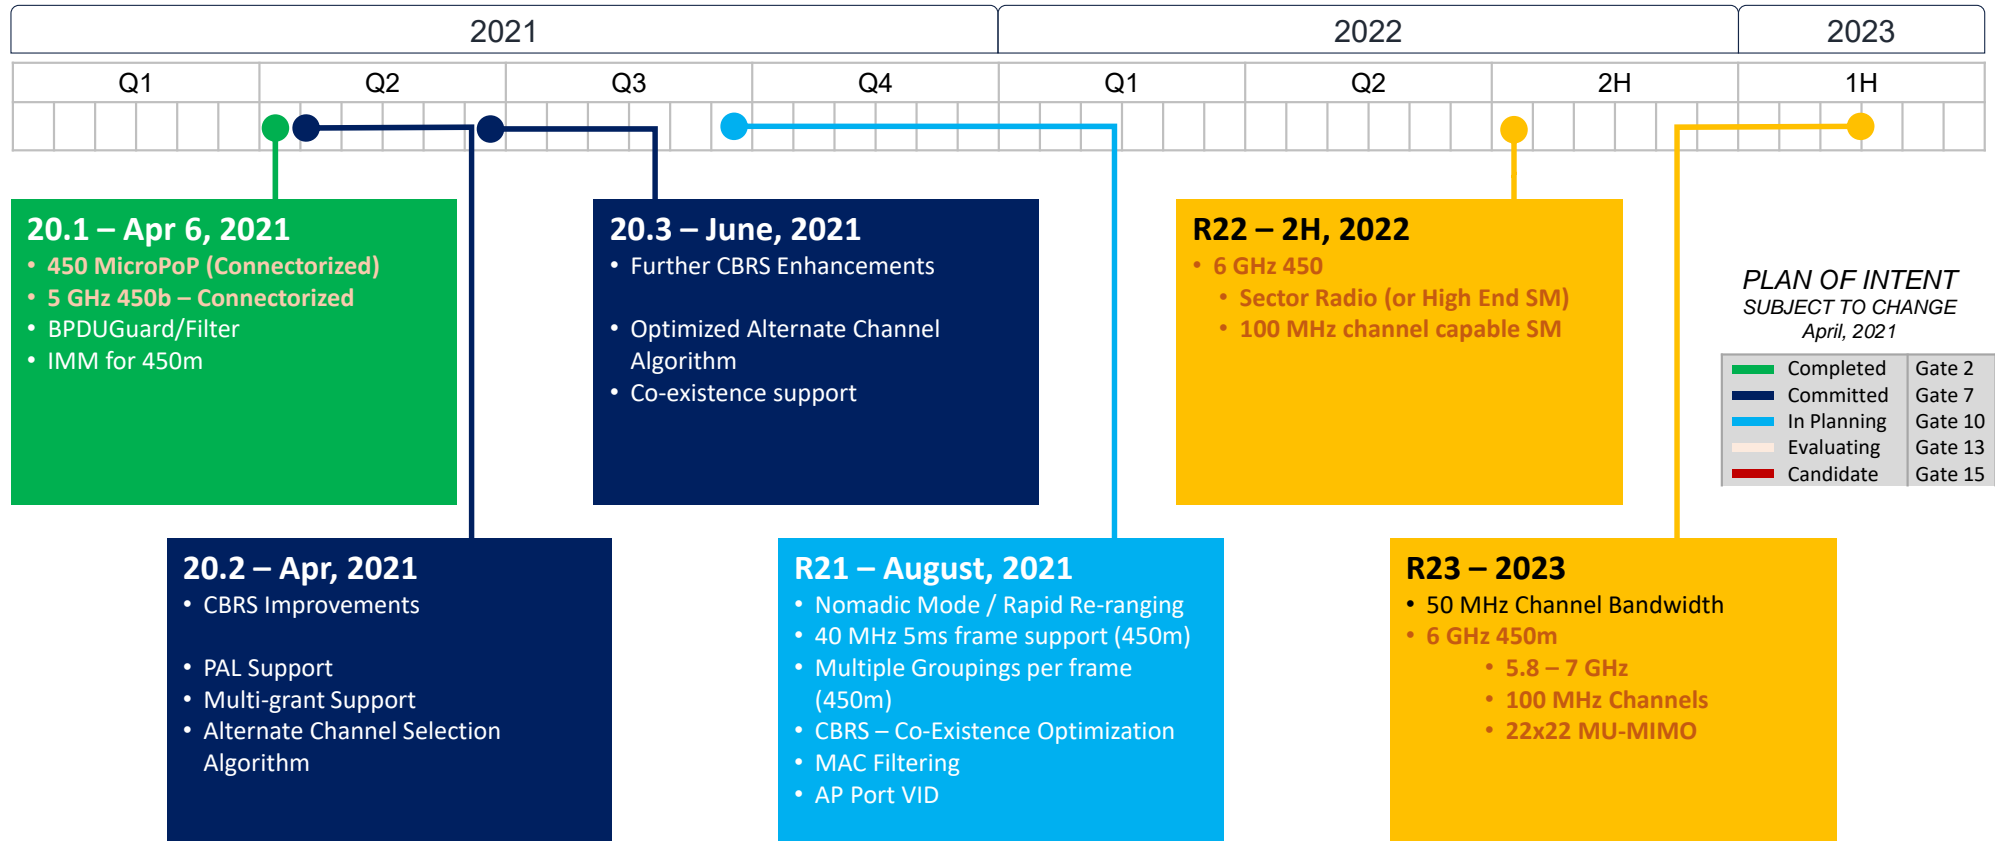 2021
2022
2023
Q1
Q2
Q3
Q4
Q1
Q2
2H
1H
20.1 – Apr 6, 2021
• 450 MicroPoP (Connectorized)
• 5 GHz 450b – Connectorized
• BPDUGuard/Filter
• IMM for 450m
20.3 – June, 2021
• Further CBRS Enhancements
• Optimized Alternate Channel
Algorithm
• Co-existence support
R22 – 2H, 2022
• 6 GHz 450
• Sector Radio (or High End SM)
• 100 MHz channel capable SM
PLAN OF INTENT
SUBJECT TO CHANGE
April, 2021
Completed Gate 2
Committed Gate 7
In Planning Gate 10
Evaluating Gate 13
Candidate Gate 15
20.2 – Apr, 2021
• CBRS Improvements
• PAL Support
• Multi-grant Support
• Alternate Channel Selection
Algorithm
R21 – August, 2021
• Nomadic Mode / Rapid Re-ranging
• 40 MHz 5ms frame support (450m)
• Multiple Groupings per frame
(450m)
• CBRS – Co-Existence Optimization
• MAC Filtering
• AP Port VID
R23 – 2023
• 50 MHz Channel Bandwidth
• 6 GHz 450m
• 5.8 – 7 GHz
• 100 MHz Channels
• 22x22 MU-MIMO